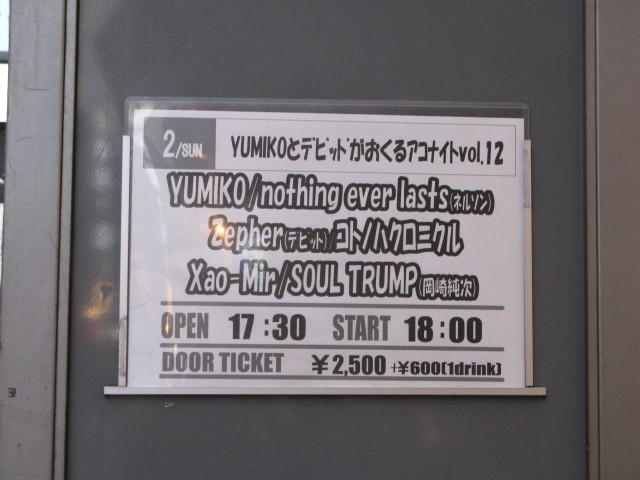 2/SUN YUMIKOとデビットがおくるアコナイトvol.12
YUMIKO/nothing ever lasts(ネルソン)
Zepher(デビット)/コトノハクロニクル
Xao-Mir/SOUL TRUMP(岡崎純次)
OPEN 17:30 START 18:00
DOOR TICKET ¥2,500 +¥600(1drink)